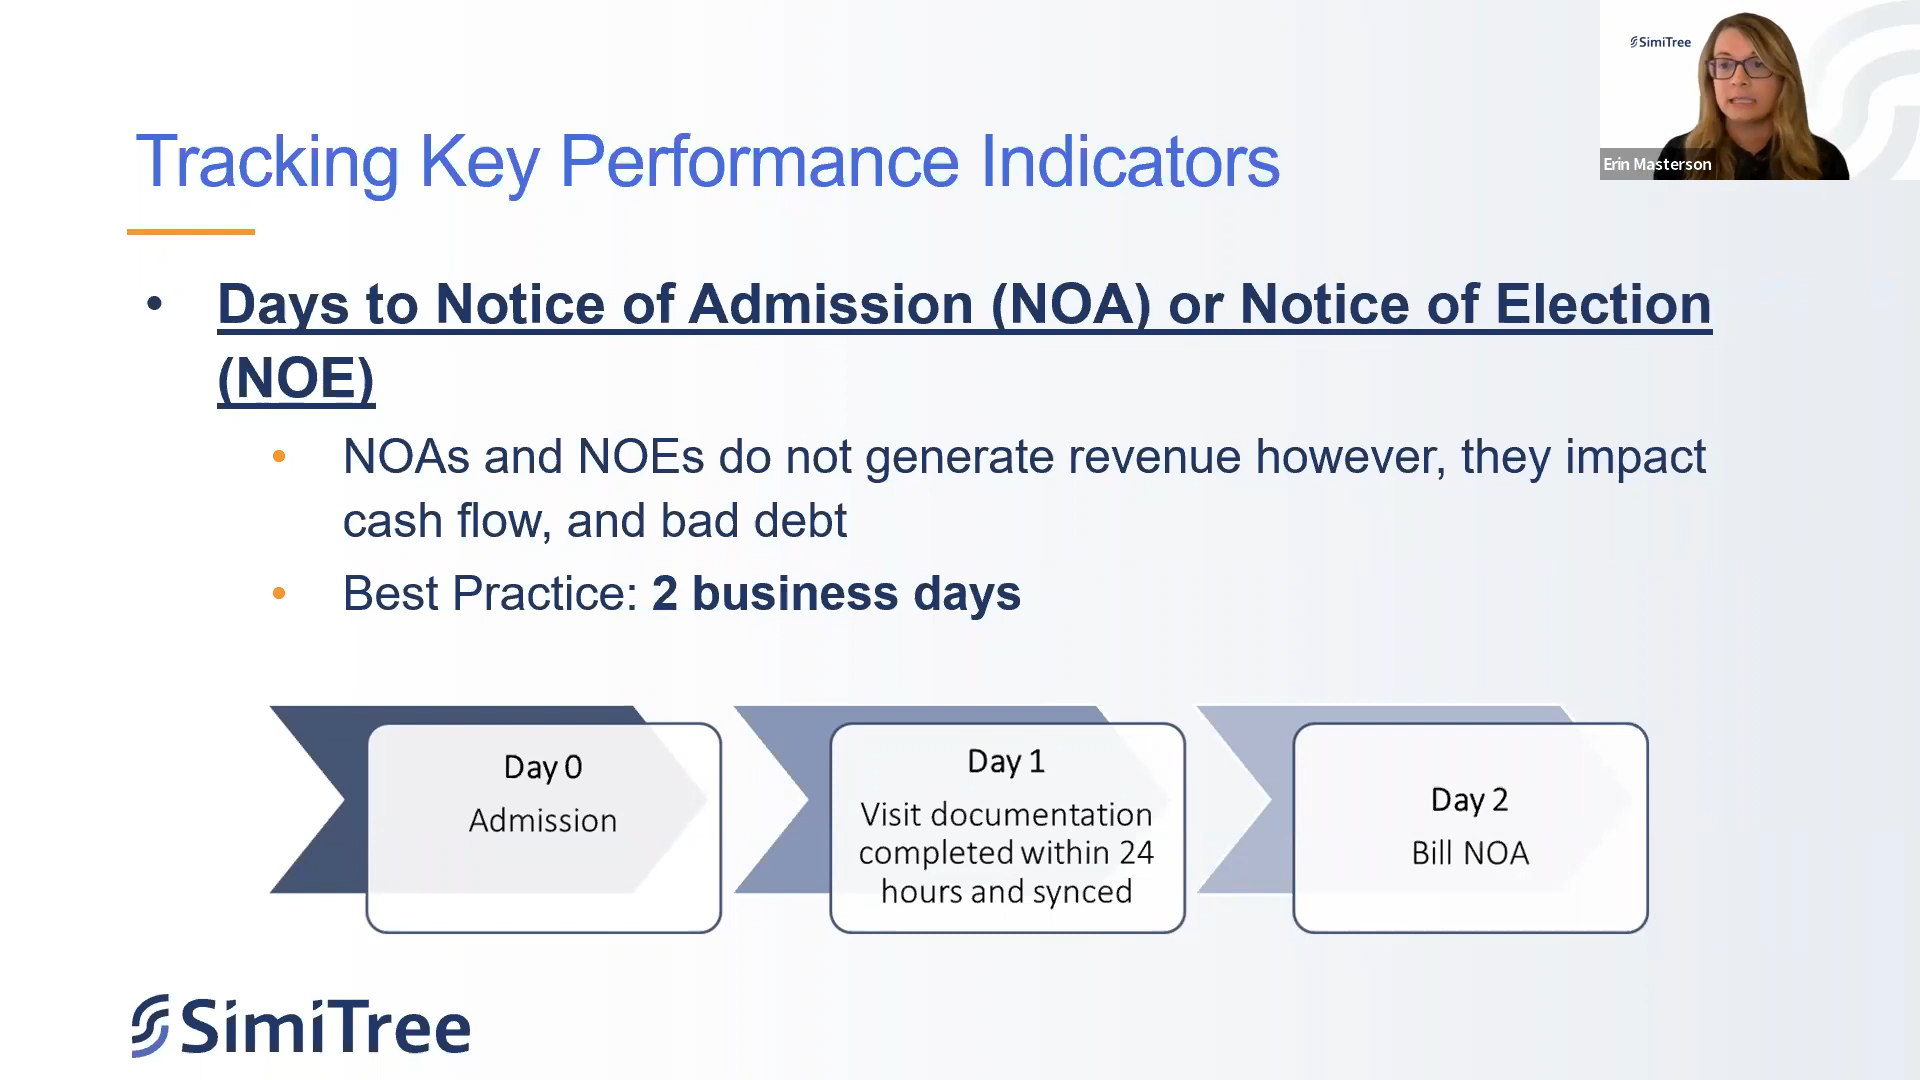 SimiTree
Erin Masterson
Tracking Key Performance Indicators
• Days to Notice of Admission (NOA) or Notice of Election
(NOE)
• NOAs and NOEs do not generate revenue however, they impact
cash flow, and bad debt
• Best Practice: 2 business days
Day 0
Admission
Day 1
Visit documentation
completed within 24
hours and synced
Day 2
Bill NOA
SimiTree